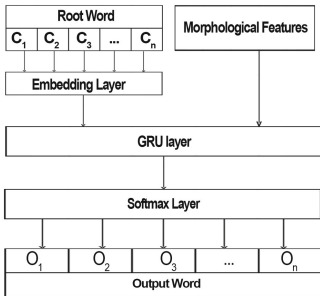 Root Word
C1 C2 C3 ... Cn
Morphological Features
Embedding Layer
GRU layer
Softmax Layer
O1 O2 O3 ... On
Output Word